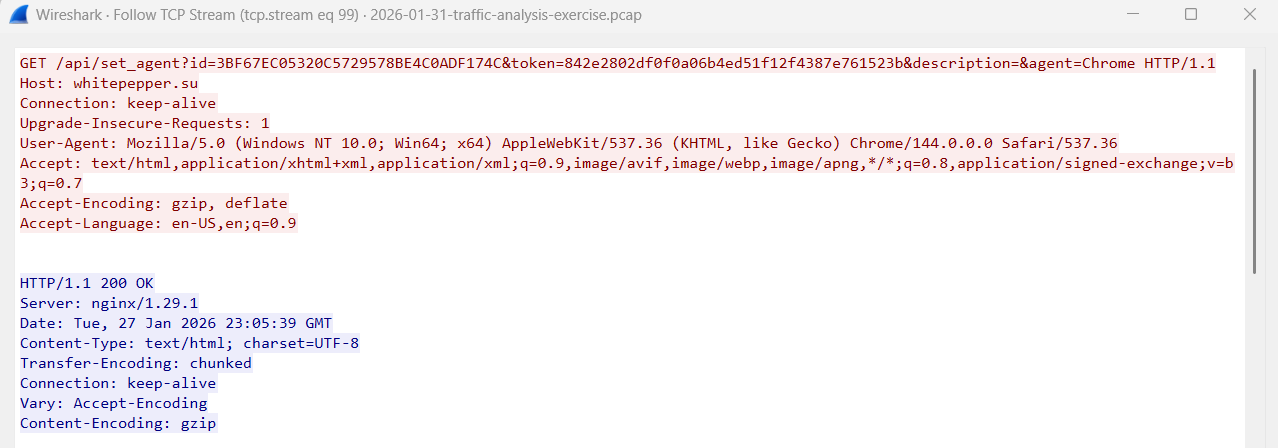 Wireshark · Follow TCP Stream (tcp.stream eq 99) · 2026-01-31-traffic-analysis-exercise.pcap
GET /api/set_agent?id=3BF67EC05320C5729578BE4C0ADF174C&token=842e2802df0f0a06b4ed51f12f4387e761523b&description=&agent=Chrome HTTP/1.1
Host: whitepepper.su
Connection: keep-alive
Upgrade-Insecure-Requests: 1
User-Agent: Mozilla/5.0 (Windows NT 10.0; Win64; x64) AppleWebKit/537.36 (KHTML, like Gecko) Chrome/144.0.0.0 Safari/537.36
Accept: text/html,application/xhtml+xml,application/xml;q=0.9,image/avif,image/webp,image/apng,*/*;q=0.8,application/signed-exchange;v=b
3;q=0.7
Accept-Encoding: gzip, deflate
Accept-Language: en-US,en;q=0.9
HTTP/1.1 200 OK
Server: nginx/1.29.1
Date: Tue, 27 Jan 2026 23:05:39 GMT
Content-Type: text/html; charset=UTF-8
Transfer-Encoding: chunked
Connection: keep-alive
Vary: Accept-Encoding
Content-Encoding: gzip